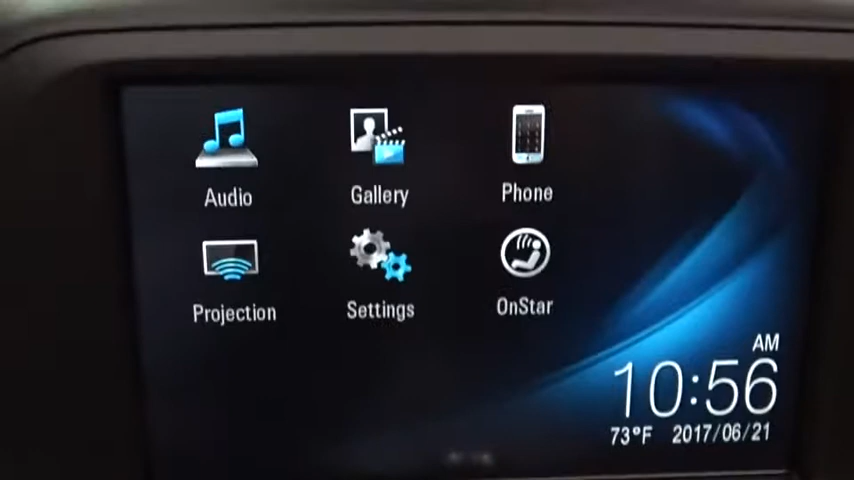 Audio Gallery Phone
Projection Settings OnStar
AM
10:56
73°F 2017/06/21